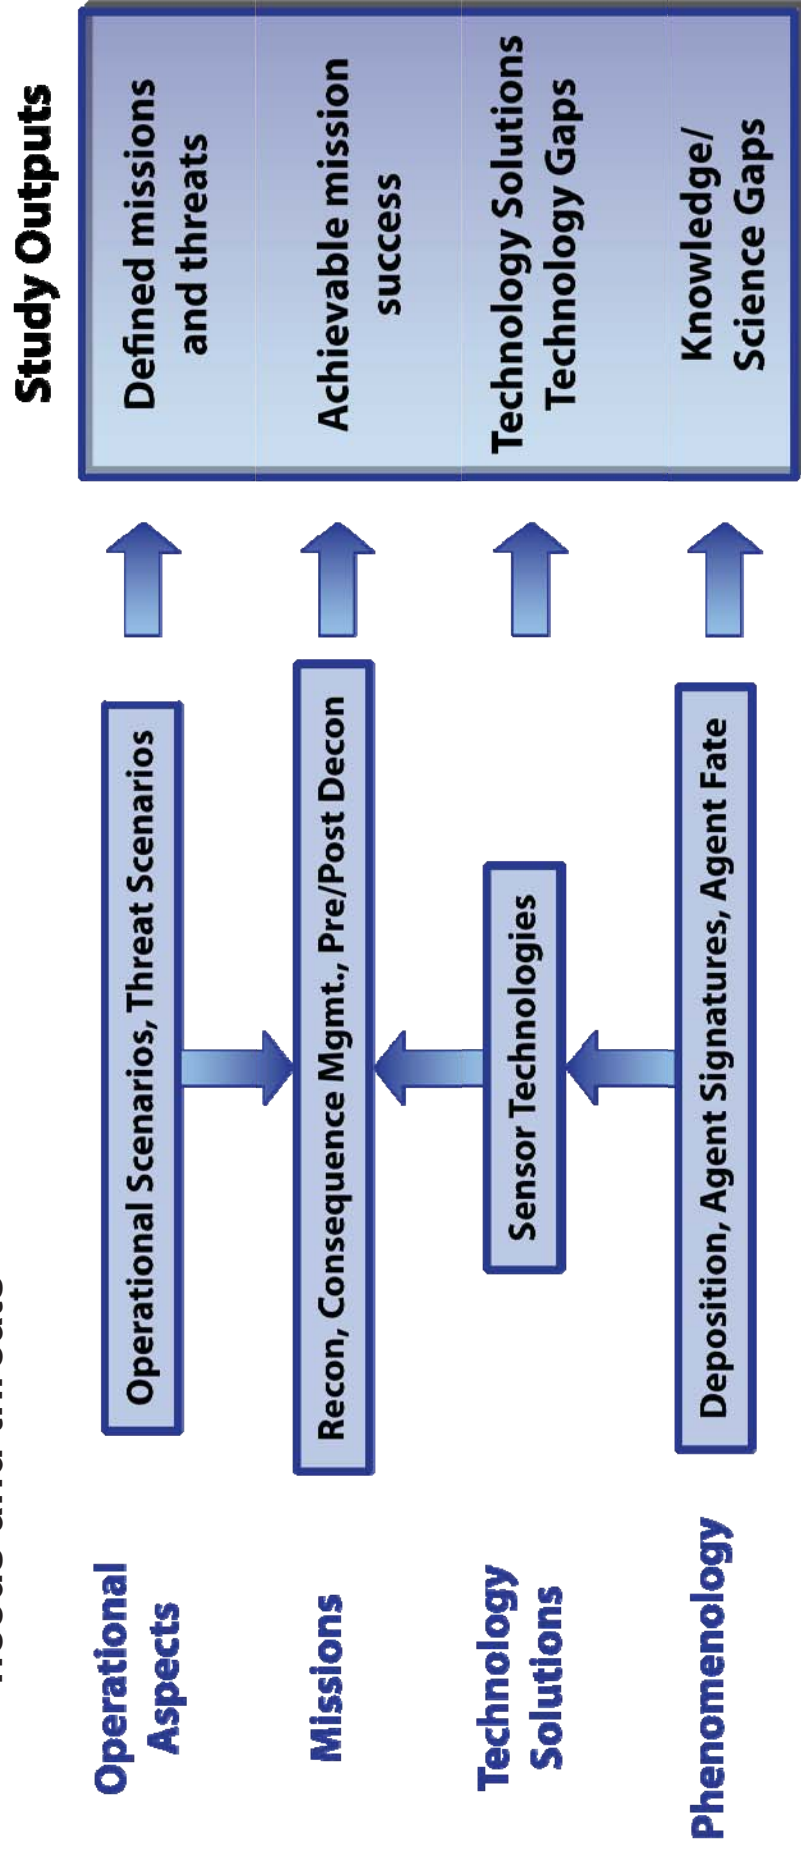 Study Outputs
Operational
Aspects
Operational Scenarios, Threat Scenarios
Defined missions
and threats
Missions
Recon, Consequence Mgmt., Pre/Post Decon
Achievable mission
success
Technology
Solutions
Sensor Technologies
Technology Solutions
Technology Gaps
Phenomenology
Deposition, Agent Signatures, Agent Fate
Knowledge/
Science Gaps